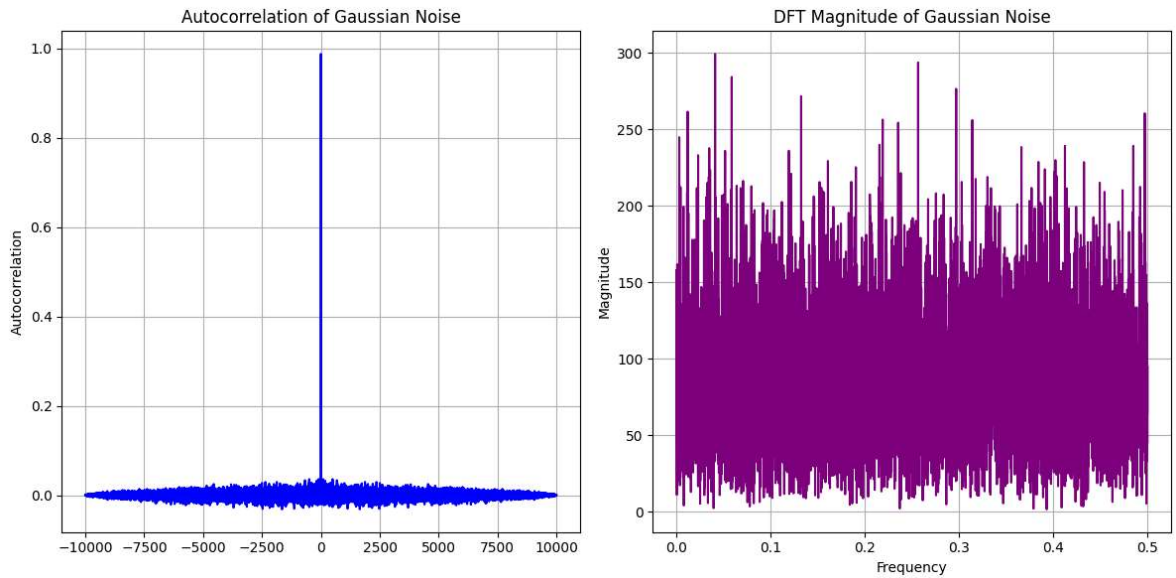 Autocorrelation of Gaussian Noise
Autocorrelation
1.0
0.8
0.6
0.4
0.2
0.0
−10000 −7500 −5000 −2500 0 2500 5000 7500 10000
DFT Magnitude of Gaussian Noise
Magnitude
300
250
200
150
100
50
0
0.0 0.1 0.2 0.3 0.4 0.5
Frequency